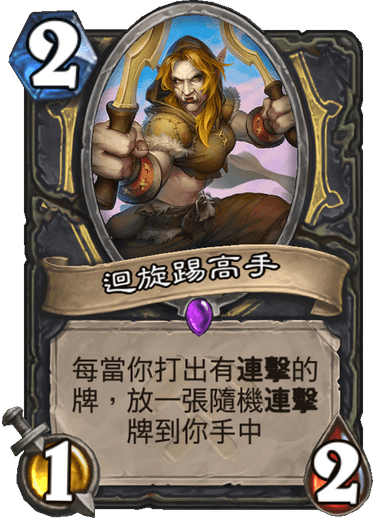 2
迴旋踢高手
每當你打出有連擊的
牌，放一張隨機連擊
牌到你手中
1
2